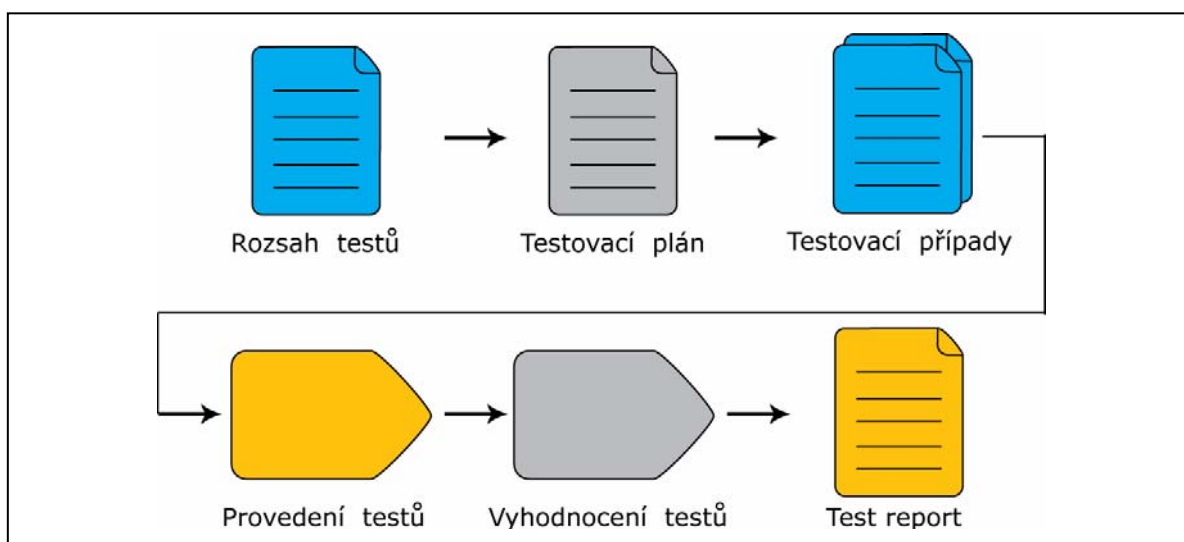 Rozsah testů
Testovací plán
Testovací případy
Provedení testů
Vyhodnocení testů
Test report